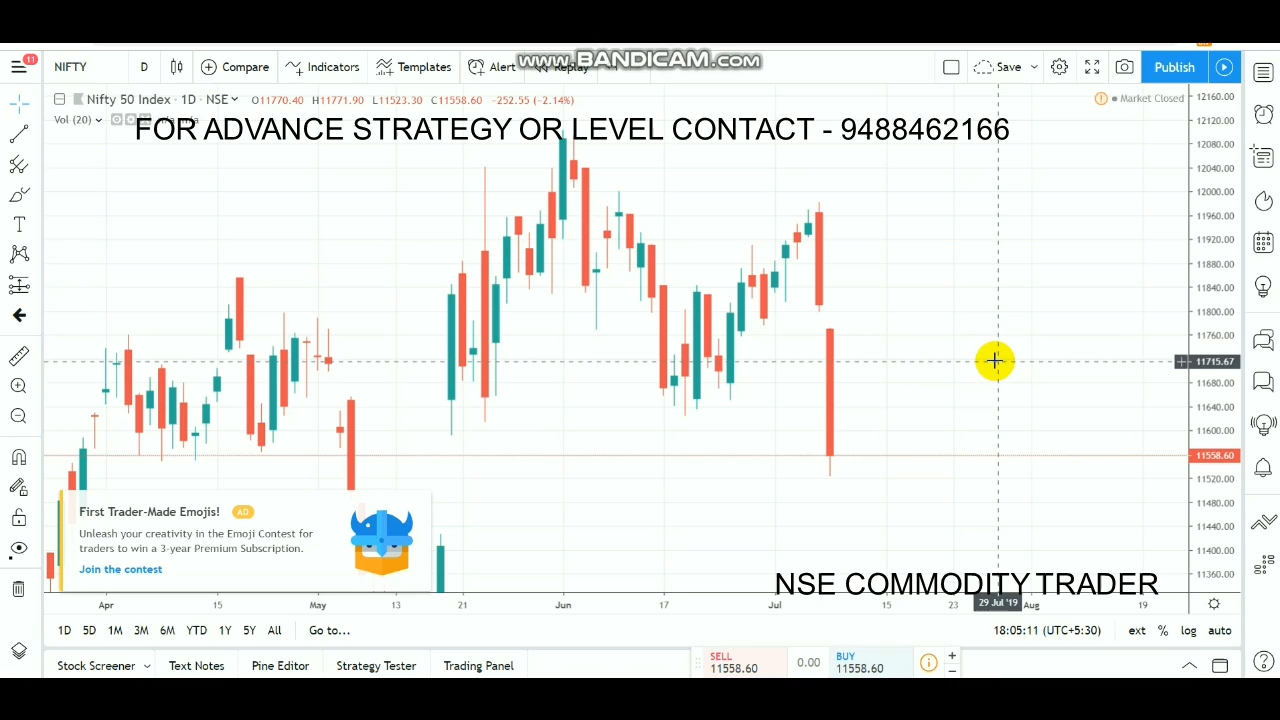 www.BANDICAM.com
11
NIFTY
D
Compare
Indicators
Templates
Alert
Replay
Save
Publish
Nifty 50 Index · 1D · NSE
O11770.40 H11771.90 L11523.30 C11558.60 -252.55 (-2.14%)
Market Closed
Vol (20)
n/a
FOR ADVANCE STRATEGY OR LEVEL CONTACT - 9488462166
12160.00
12120.00
12080.00
12040.00
12000.00
11960.00
11920.00
11880.00
11840.00
11800.00
11760.00
11715.67
11680.00
11640.00
11600.00
11558.60
11520.00
11480.00
11440.00
11400.00
11360.00
First Trader-Made Emojis! AD
Unleash your creativity in the Emoji Contest for
traders to win a 3-year Premium Subscription.
Join the contest
NSE COMMODITY TRADER
Apr 15 May 13 21 Jun 17 Jul 15 23 29 Jul '19 Aug 19
1D 5D 1M 3M 6M YTD 1Y 5Y All Go to...
18:05:11 (UTC+5:30) ext % log auto
Stock Screener Text Notes Pine Editor Strategy Tester Trading Panel
SELL
11558.60
0.00
BUY
11558.60